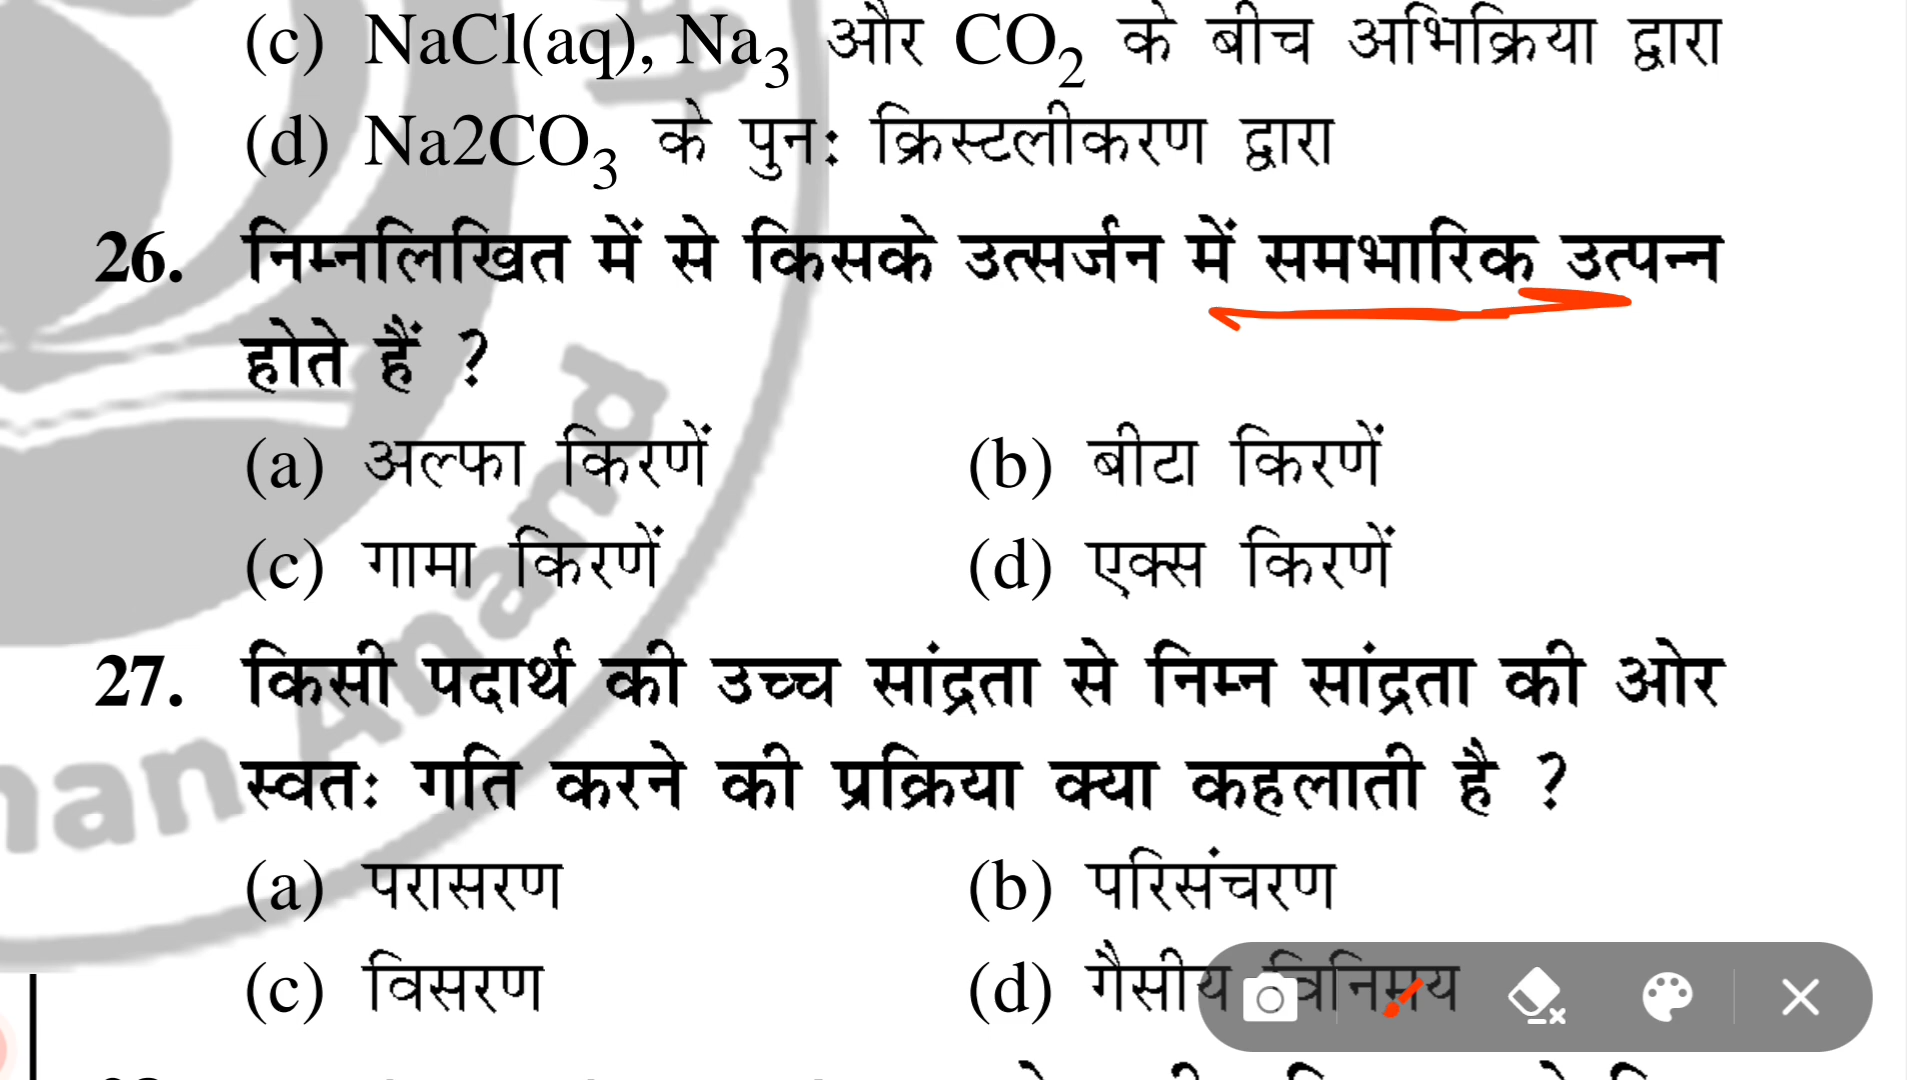 (c) NaCl(aq), Na₃ और CO₂ के बीच अभिक्रिया द्वारा
(d) Na2CO₃ के पुनः क्रिस्टलीकरण द्वारा
26. निम्नलिखित में से किसके उत्सर्जन में समभारिक उत्पन्न
होते हैं ?
(a) अल्फा किरणें (b) बीटा किरणें
(c) गामा किरणें (d) एक्स किरणें
27. किसी पदार्थ की उच्च सांद्रता से निम्न सांद्रता की ओर
स्वतः गति करने की प्रक्रिया क्या कहलाती है ?
(a) परासरण (b) परिसंचरण
(c) विसरण (d) गैसीय विनिमय
Anand